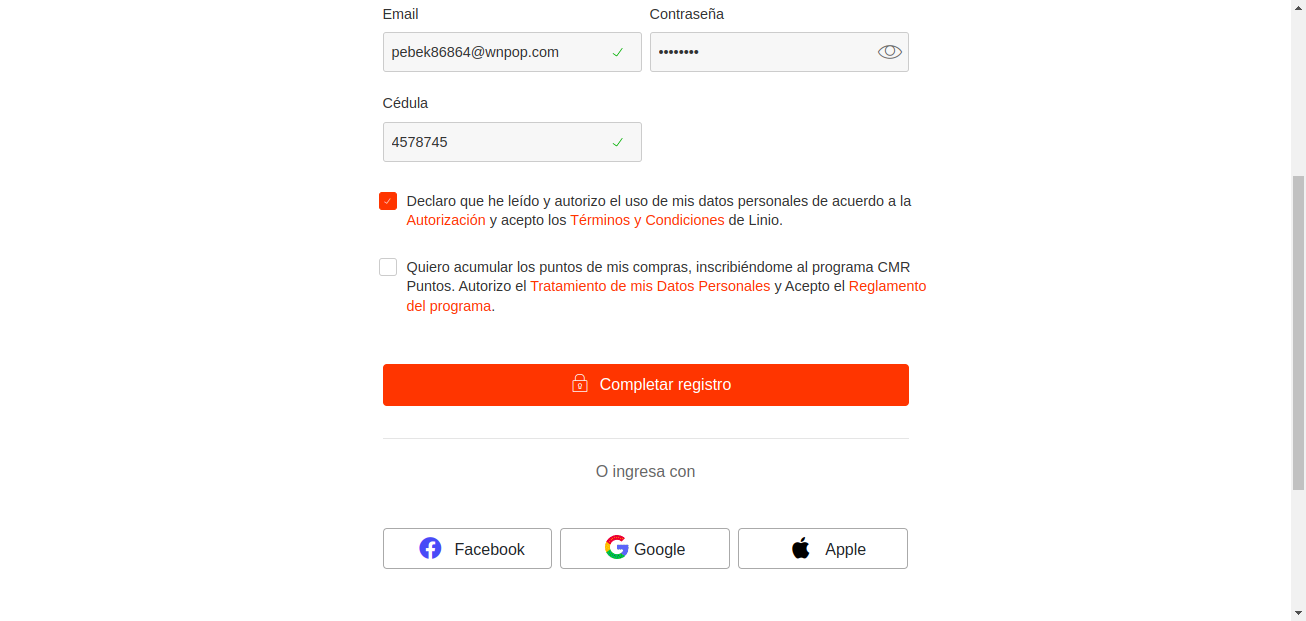 Email
Contraseña
pebek86864@wnpop.com
••••••••
Cédula
4578745
Declaro que he leído y autorizo el uso de mis datos personales de acuerdo a la
Autorización y acepto los Términos y Condiciones de Linio.
Quiero acumular los puntos de mis compras, inscribiéndome al programa CMR
Puntos. Autorizo el Tratamiento de mis Datos Personales y Acepto el Reglamento
del programa.
Completar registro
O ingresa con
Facebook
Google
Apple